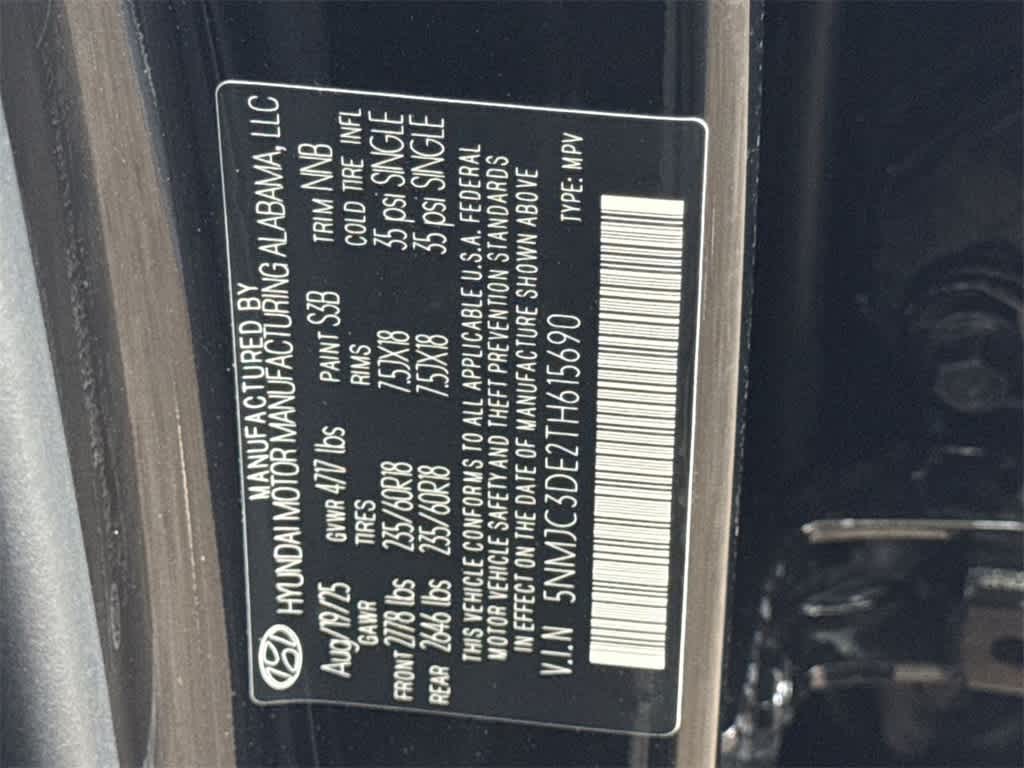 MANUFACTURED BY
HYUNDAI MOTOR MANUFACTURING ALABAMA, LLC
Aug/19/25 GVWR 4717 lbs PAINT S3B TRIM NNB
GAWR TIRES RIMS COLD TIRE INFL
FRONT 2778 lbs 235/60R18 7.5JX18 35 psi SINGLE
REAR 2646 lbs 235/60R18 7.5JX18 35 psi SINGLE
THIS VEHICLE CONFORMS TO ALL APPLICABLE U.S.A. FEDERAL
MOTOR VEHICLE SAFETY AND THEFT PREVENTION STANDARDS
IN EFFECT ON THE DATE OF MANUFACTURE SHOWN ABOVE
V.I.N 5NMJC3DE2TH615690 TYPE: MPV